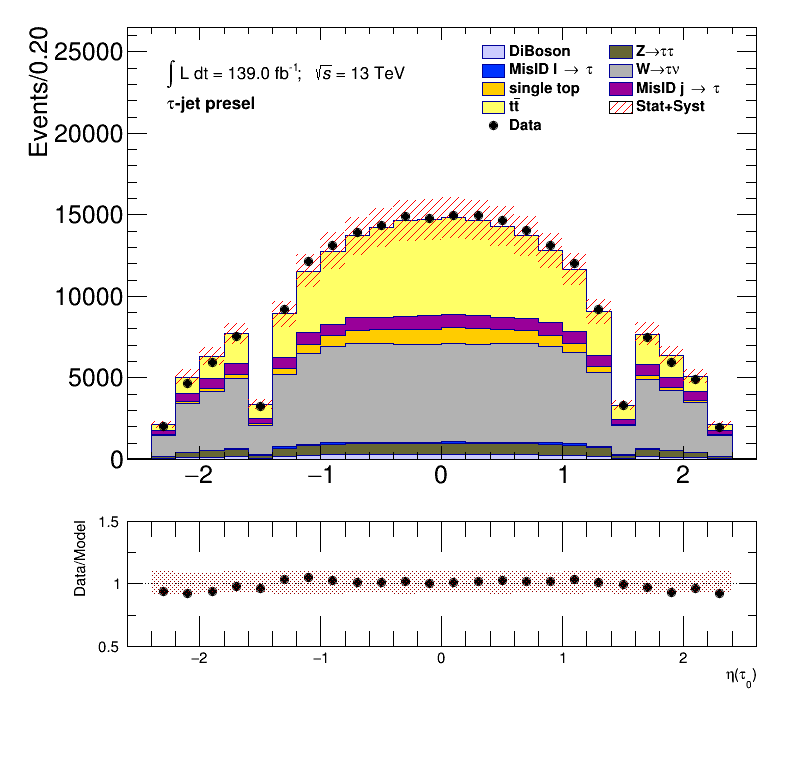 Events/0.20
25000
20000
15000
10000
5000
0
∫ L dt = 139.0 fb⁻¹; √s = 13 TeV
τ-jet presel
DiBoson
MisID l → τ
single top
tt̄
Data
Z→ττ
W→τν
MisID j → τ
Stat+Syst
−2 −1 0 1 2
Data/Model
1.5
1
0.5
−2 −1 0 1 2
η(τ₀)